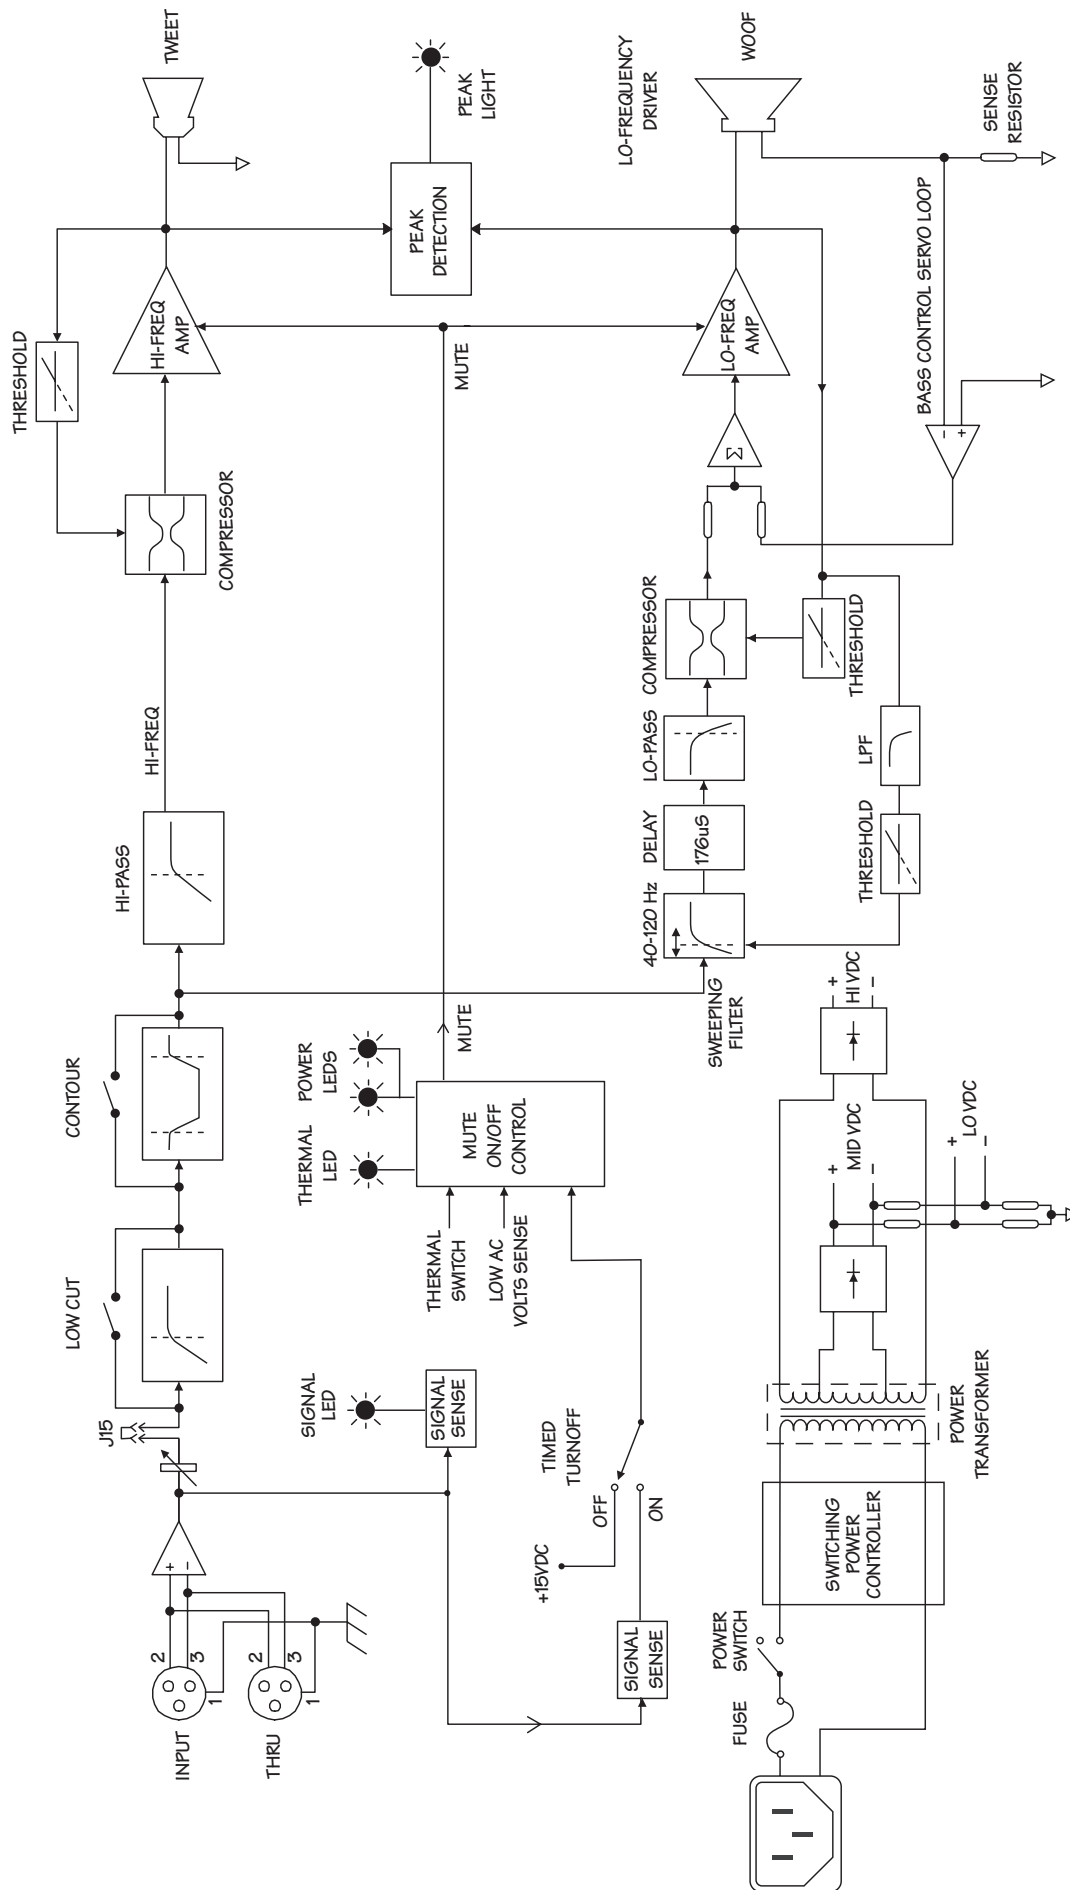 INPUT
THRU
2
3
1
2
3
1
+
−
J15
LOW CUT
CONTOUR
HI-PASS
HI-FREQ
COMPRESSOR
THRESHOLD
HI-FREQ
AMP
TWEET
SIGNAL
LED
SIGNAL
SENSE
THERMAL
LED
POWER
LEDS
MUTE
ON/OFF
CONTROL
MUTE
MUTE
THERMAL
SWITCH
LOW AC
VOLTS SENSE
PEAK
DETECTION
PEAK
LIGHT
TIMED
TURNOFF
OFF
ON
+15VDC
SIGNAL
SENSE
SWEEPING
FILTER
40-120 Hz
DELAY
176uS
LO-PASS
COMPRESSOR
THRESHOLD
LPF
THRESHOLD
Σ
LO-FREQ
AMP
LO-FREQUENCY
DRIVER
WOOF
SENSE
RESISTOR
BASS CONTROL SERVO LOOP
−
+
FUSE
POWER
SWITCH
SWITCHING
POWER
CONTROLLER
POWER
TRANSFORMER
+
MID VDC
−
+
LO VDC
−
+
HI VDC
−